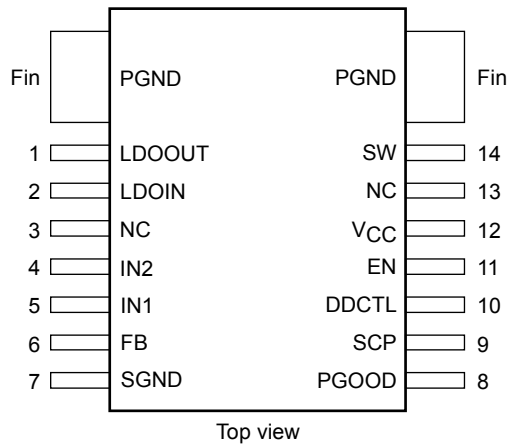 Fin PGND PGND Fin
1 LDOOUT SW 14
2 LDOIN NC 13
3 NC VCC 12
4 IN2 EN 11
5 IN1 DDCTL 10
6 FB SCP 9
7 SGND PGOOD 8
Top view